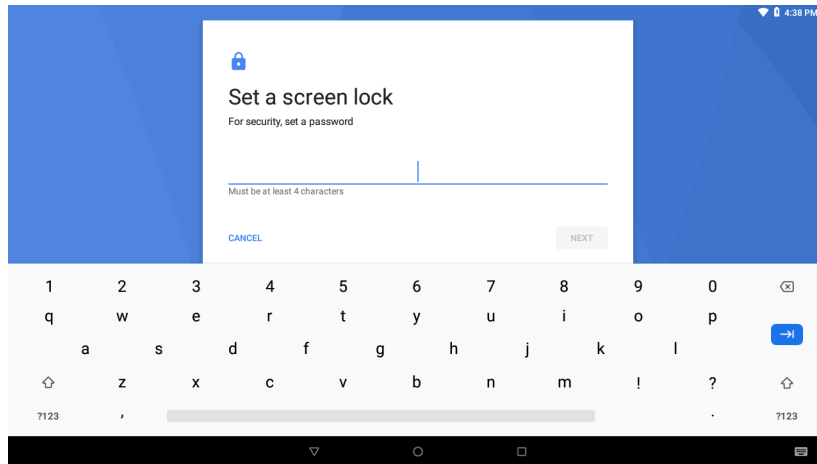 4:38 PM
Set a screen lock
For security, set a password
Must be at least 4 characters
CANCEL NEXT
1 2 3 4 5 6 7 8 9 0
q w e r t y u i o p
a s d f g h j k l
z x c v b n m ! ?
?123 , . ?123